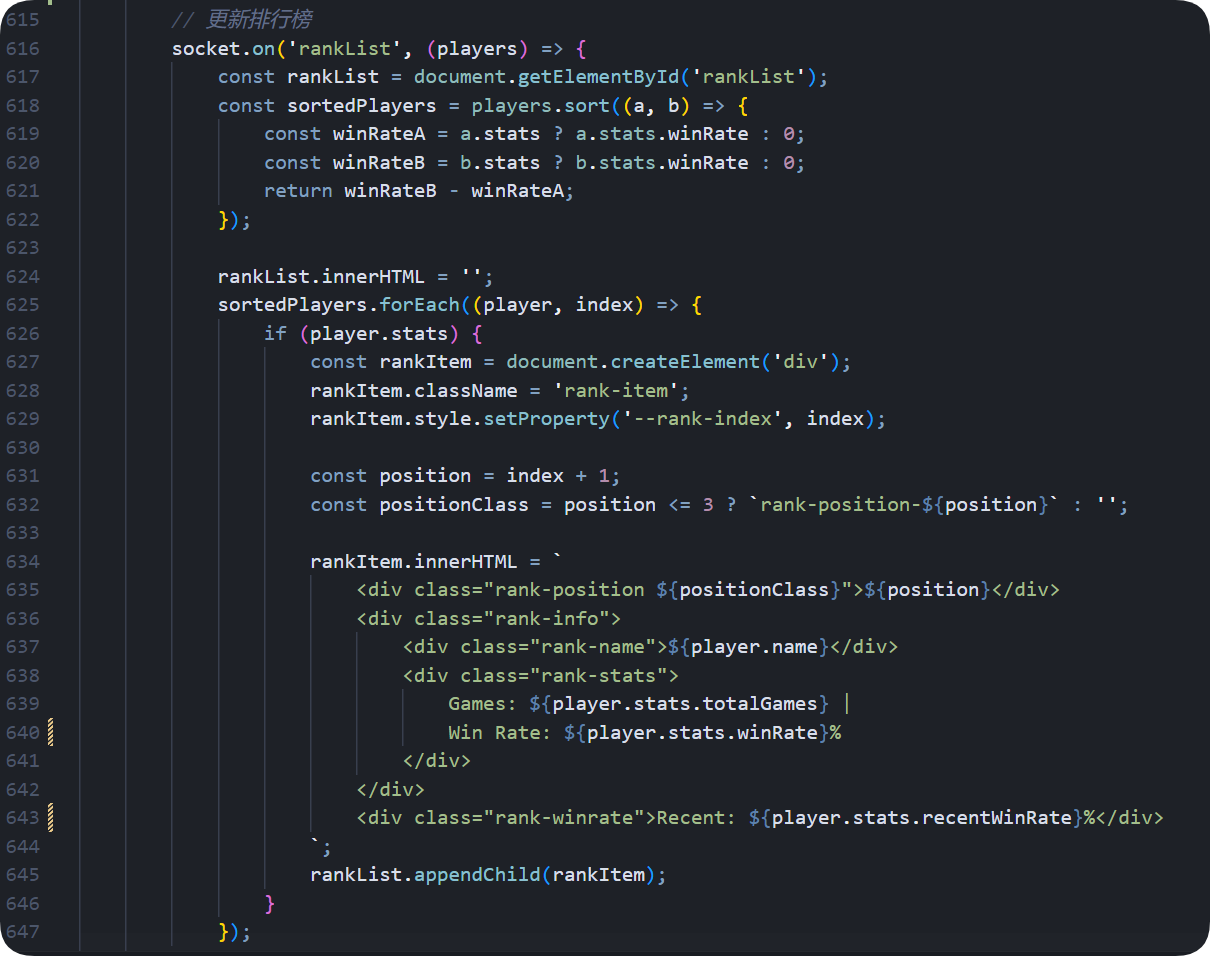 615 // 更新排行榜
616 socket.on('rankList', (players) => {
617 const rankList = document.getElementById('rankList');
618 const sortedPlayers = players.sort((a, b) => {
619 const winRateA = a.stats ? a.stats.winRate : 0;
620 const winRateB = b.stats ? b.stats.winRate : 0;
621 return winRateB - winRateA;
622 });
623
624 rankList.innerHTML = '';
625 sortedPlayers.forEach((player, index) => {
626 if (player.stats) {
627 const rankItem = document.createElement('div');
628 rankItem.className = 'rank-item';
629 rankItem.style.setProperty('--rank-index', index);
630
631 const position = index + 1;
632 const positionClass = position <= 3 ? `rank-position-${position}` : '';
633
634 rankItem.innerHTML = `
635 <div class="rank-position ${positionClass}">${position}</div>
636 <div class="rank-info">
637 <div class="rank-name">${player.name}</div>
638 <div class="rank-stats">
639 Games: ${player.stats.totalGames} |
640 Win Rate: ${player.stats.winRate}%
641 </div>
642 </div>
643 <div class="rank-winrate">Recent: ${player.stats.recentWinRate}%</div>
644 `;
645 rankList.appendChild(rankItem);
646 }
647 });